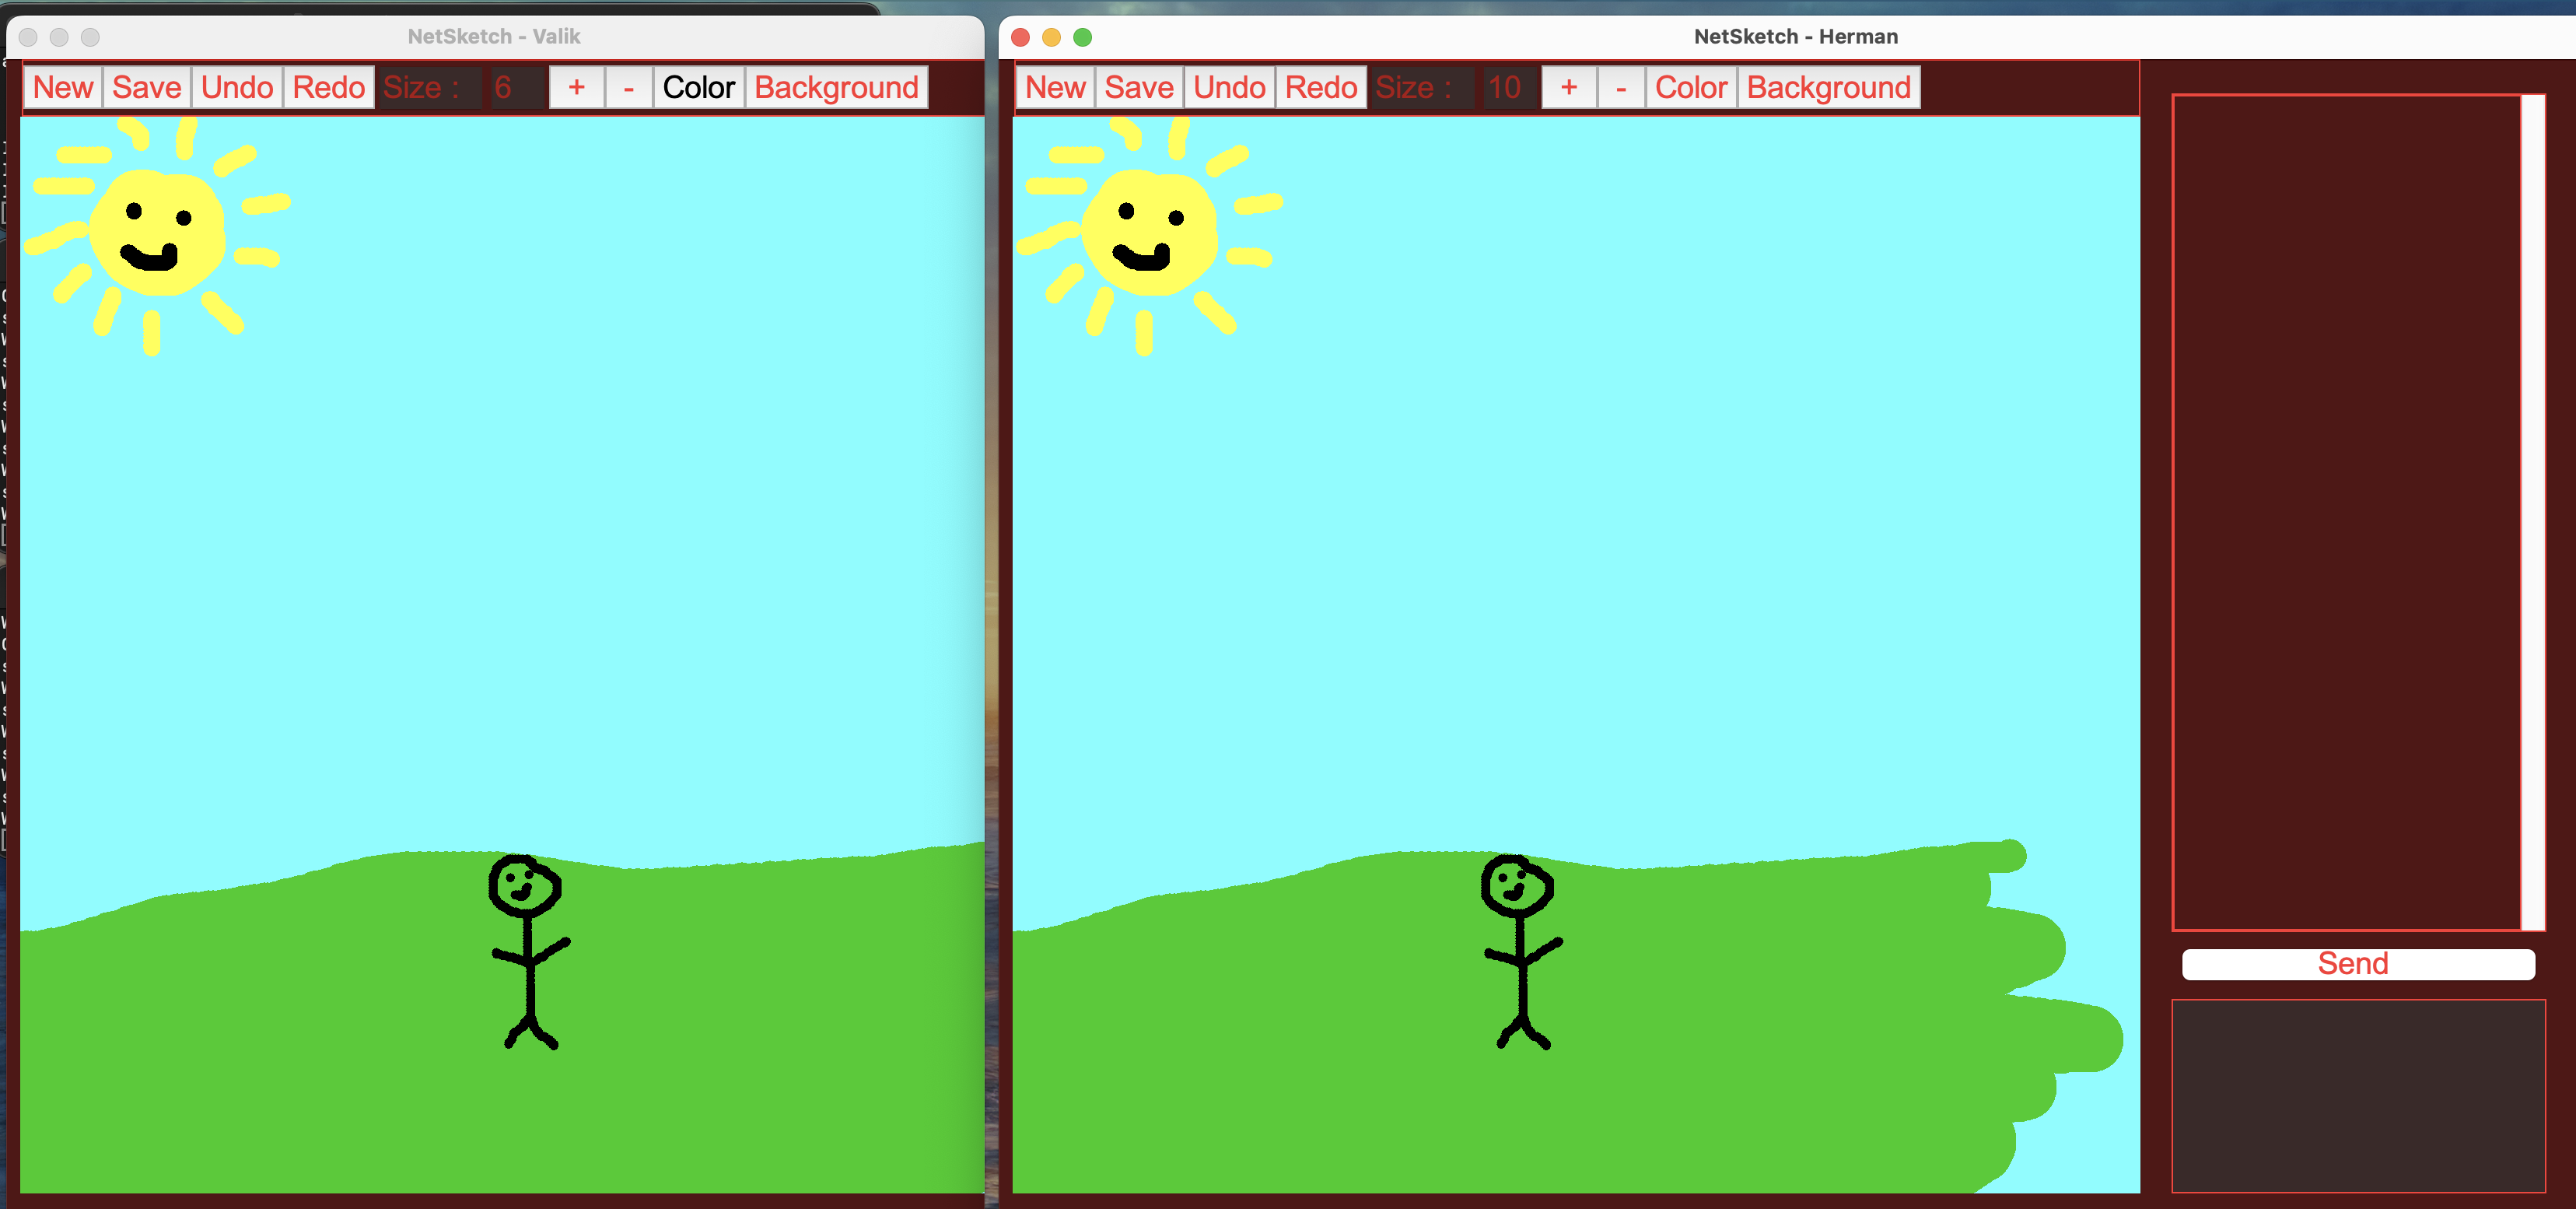 NetSketch - Valik
New Save Undo Redo Size : 6 + - Color Background
NetSketch - Herman
New Save Undo Redo Size : 10 + - Color Background
Send